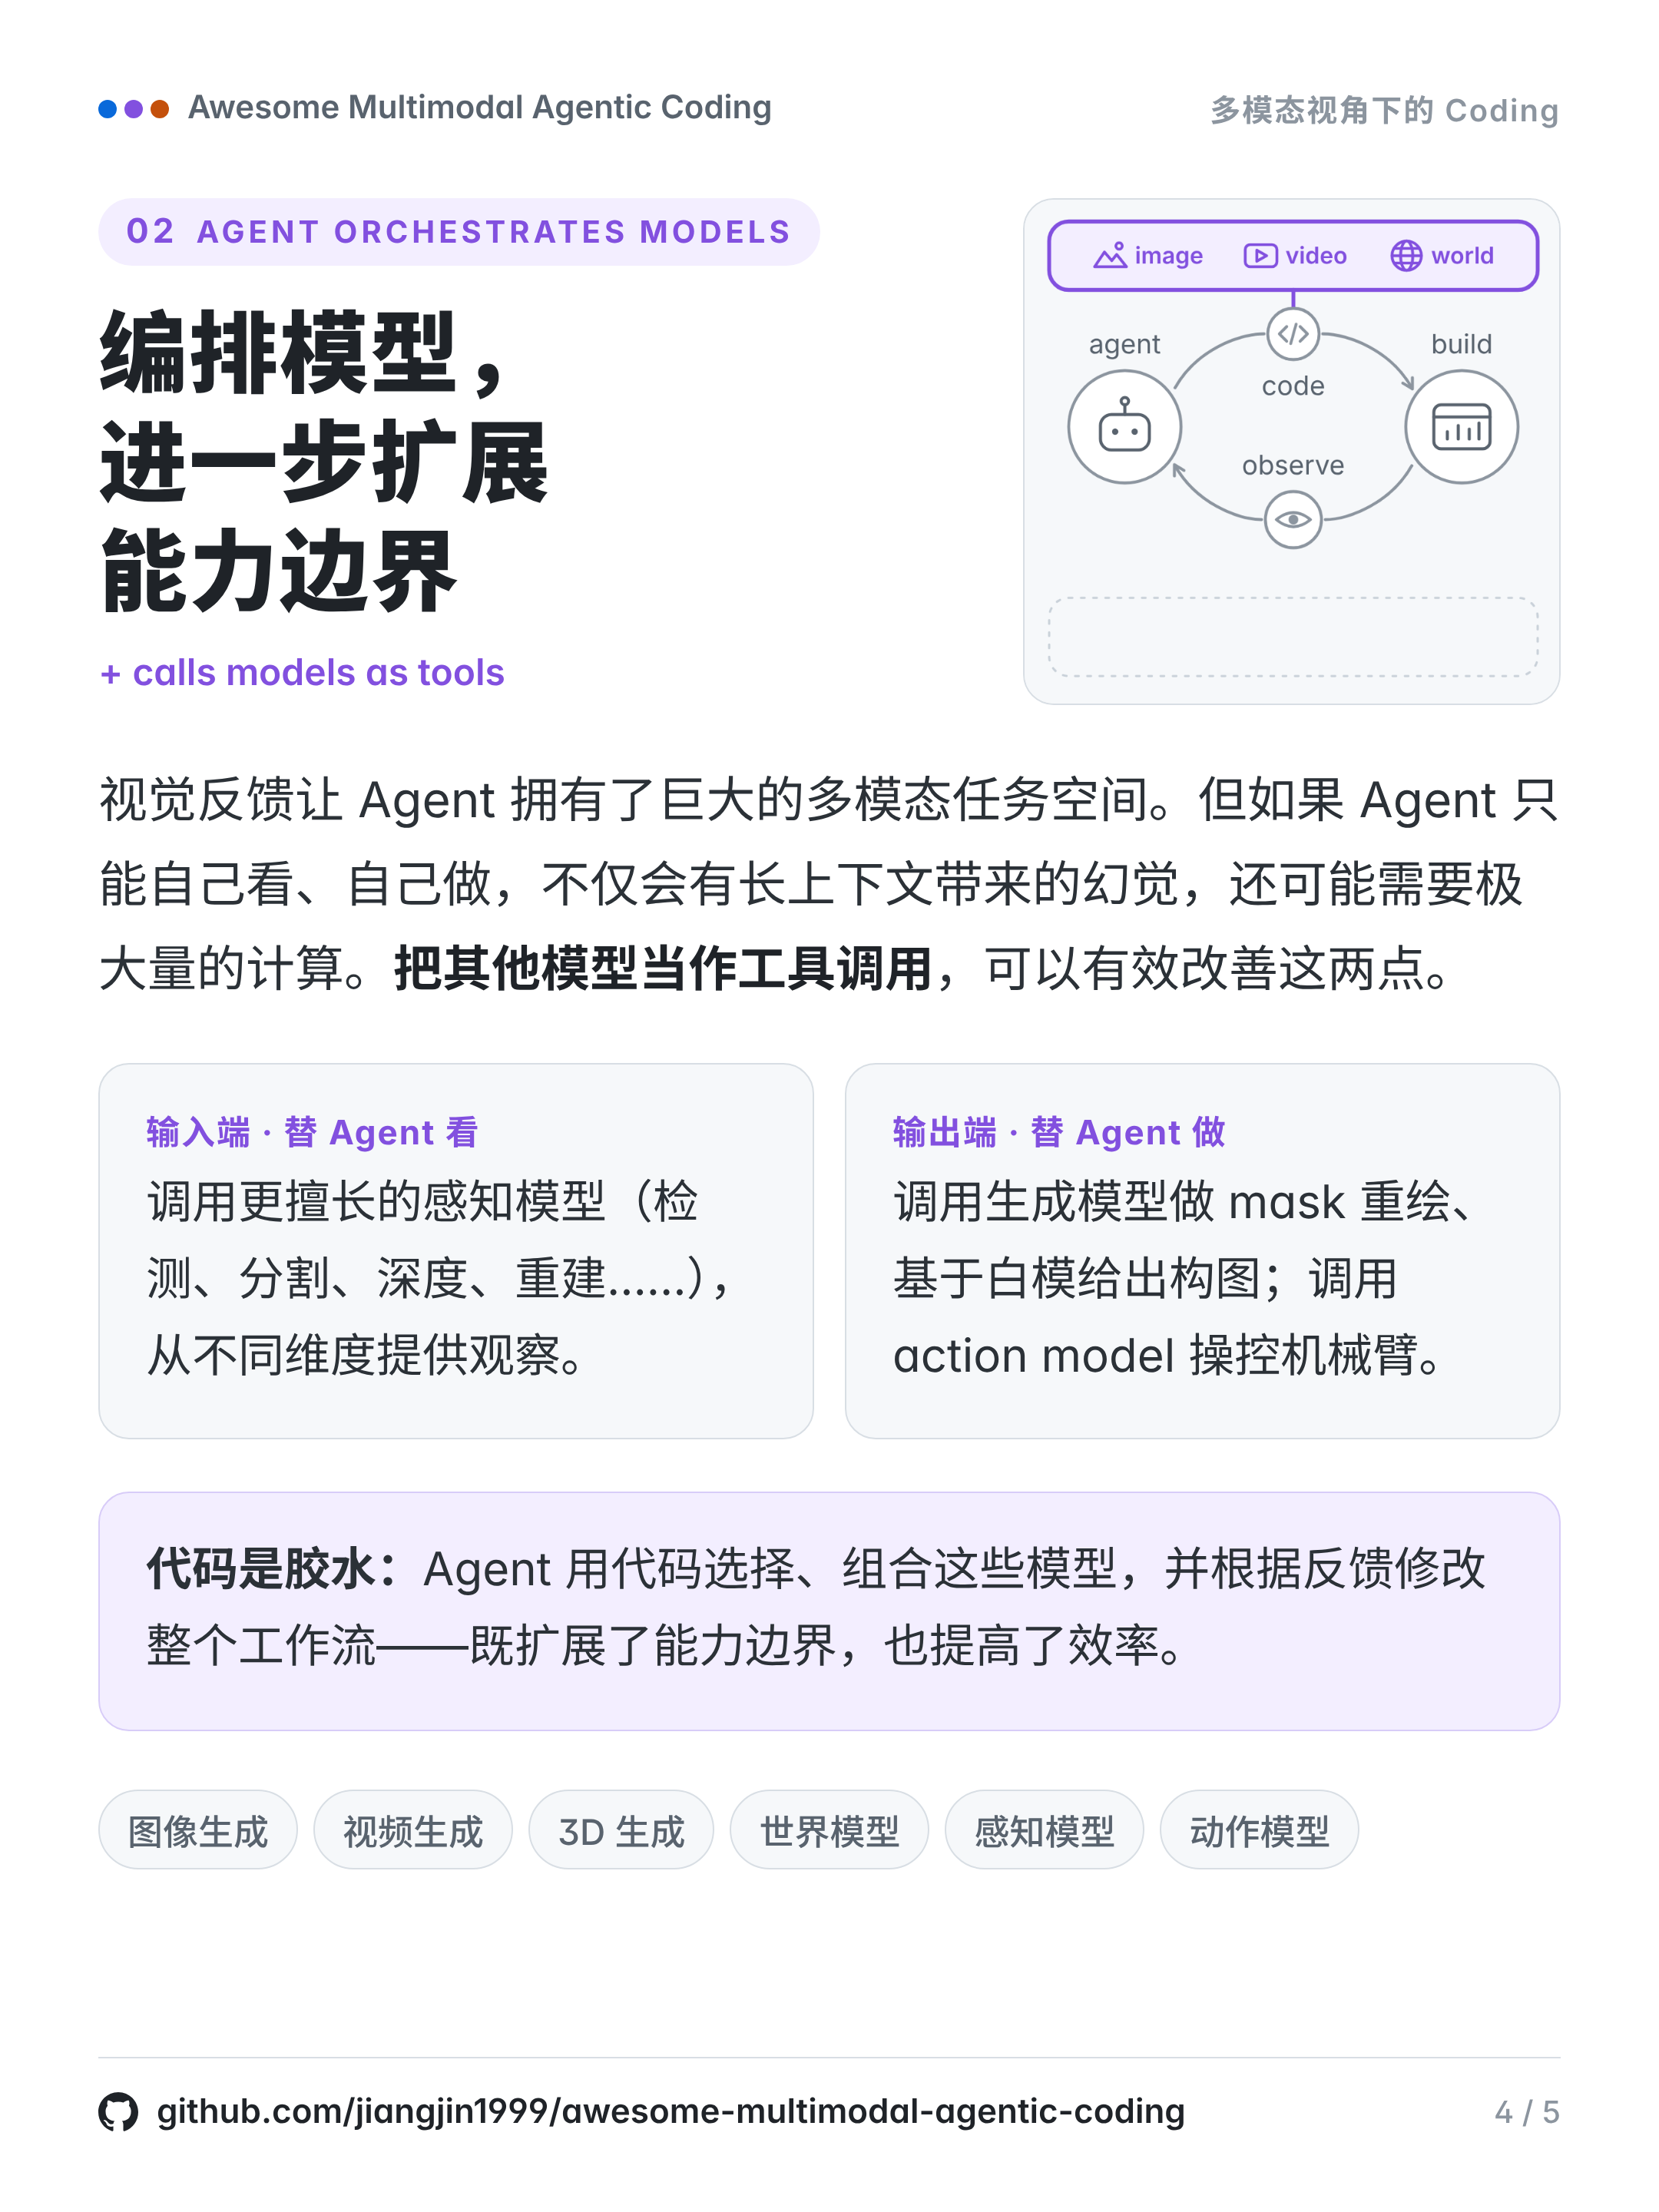 Awesome Multimodal Agentic Coding
多模态视角下的 Coding
02 AGENT ORCHESTRATES MODELS
编排模型，
进一步扩展
能力边界
+ calls models as tools
image video world
agent
build
code
observe
视觉反馈让 Agent 拥有了巨大的多模态任务空间。但如果 Agent 只
能自己看、自己做，不仅会有长上下文带来的幻觉，还可能需要极
大量的计算。把其他模型当作工具调用，可以有效改善这两点。
输入端 · 替 Agent 看
调用更擅长的感知模型（检
测、分割、深度、重建……），
从不同维度提供观察。
输出端 · 替 Agent 做
调用生成模型做 mask 重绘、
基于白模给出构图；调用
action model 操控机械臂。
代码是胶水：Agent 用代码选择、组合这些模型，并根据反馈修改
整个工作流——既扩展了能力边界，也提高了效率。
图像生成 视频生成 3D 生成 世界模型 感知模型 动作模型
github.com/jiangjin1999/awesome-multimodal-agentic-coding
4 / 5